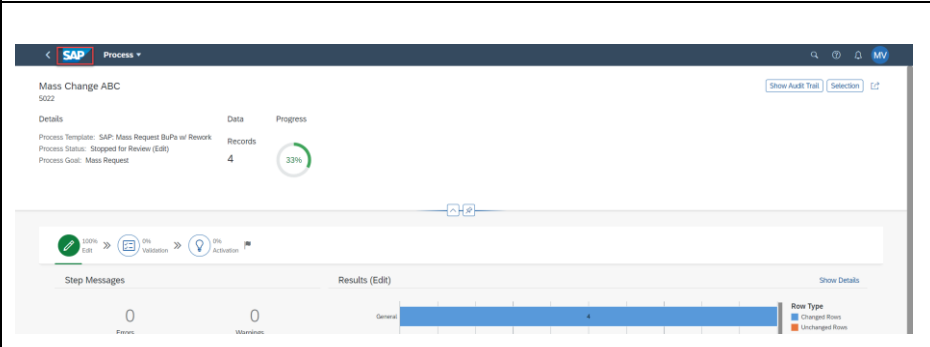 SAP Process
MV
Mass Change ABC
5022
Show Audit Trail Selection
Details Data Progress
Process Template: SAP: Mass Request BuPa w/ Rework
Process Status: Stopped for Review (Edit)
Process Goal: Mass Request
Records
4
33%
100% Edit
0% Validation
0% Activation
Step Messages
0 Errors
0 Warnings
Results (Edit)
Show Details
General 4
Row Type
Changed Rows
Unchanged Rows